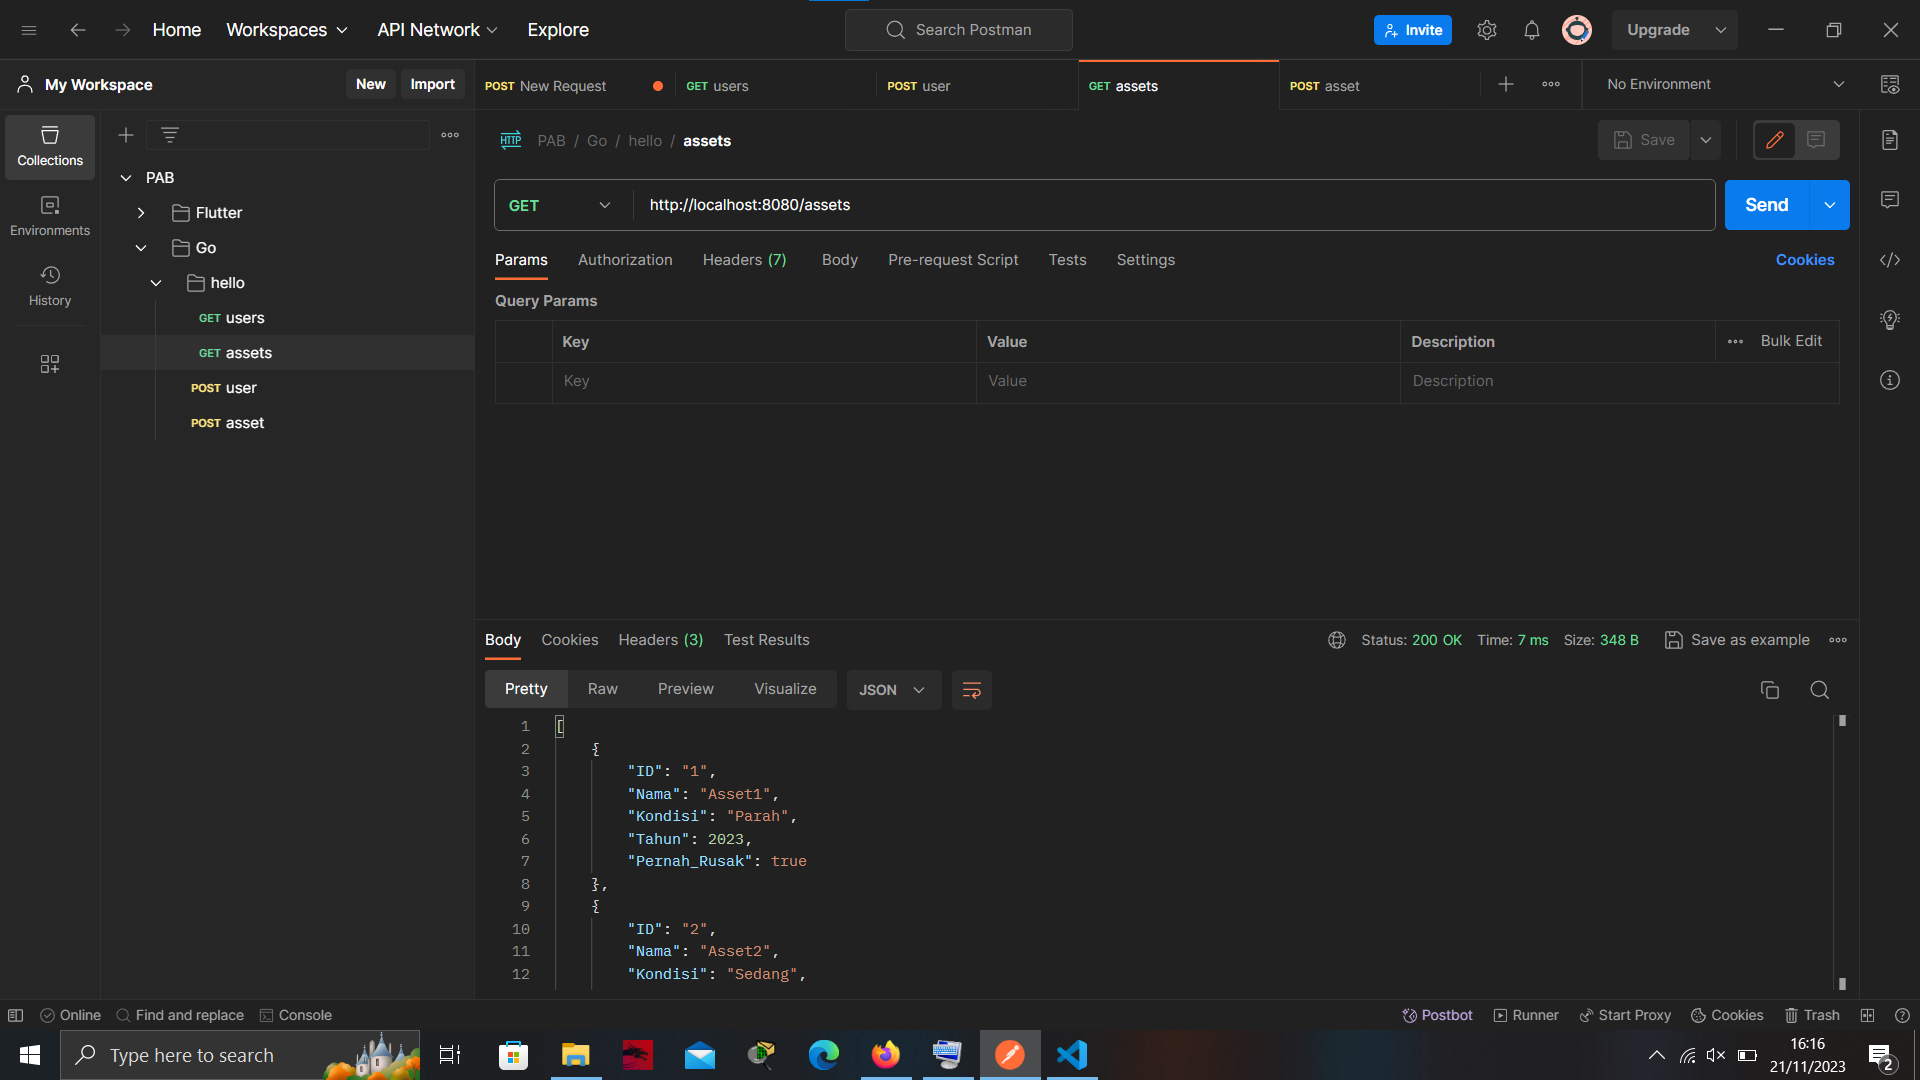 Home Workspaces API Network Explore Search Postman Invite Upgrade
My Workspace New Import POST New Request GET users POST user GET assets POST asset No Environment
Collections
Environments
History
PAB
Flutter
Go
hello
GET users
GET assets
POST user
POST asset
HTTP PAB / Go / hello / assets Save
GET http://localhost:8080/assets Send
Params Authorization Headers (7) Body Pre-request Script Tests Settings Cookies
Query Params
Key Value Description Bulk Edit
Key Value Description
Body Cookies Headers (3) Test Results Status: 200 OK Time: 7 ms Size: 348 B Save as example
Pretty Raw Preview Visualize JSON
1 [
2 {
3 "ID": "1",
4 "Nama": "Asset1",
5 "Kondisi": "Parah",
6 "Tahun": 2023,
7 "Pernah_Rusak": true
8 },
9 {
10 "ID": "2",
11 "Nama": "Asset2",
12 "Kondisi": "Sedang",
Online Find and replace Console Postbot Runner Start Proxy Cookies Trash
Type here to search
16:16
21/11/2023
2